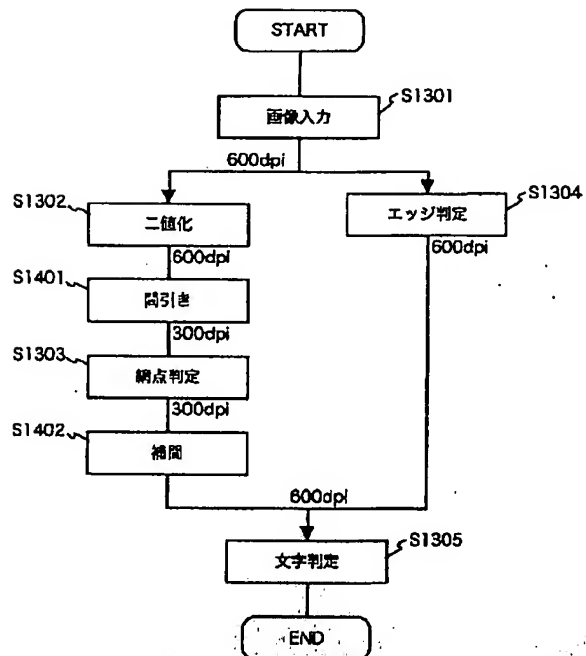 START
S1301
画像入力
600dpi
S1302
二値化
S1304
エッジ判定
600dpi
600dpi
S1401
間引き
300dpi
S1303
網点判定
300dpi
S1402
補間
600dpi
S1305
文字判定
END